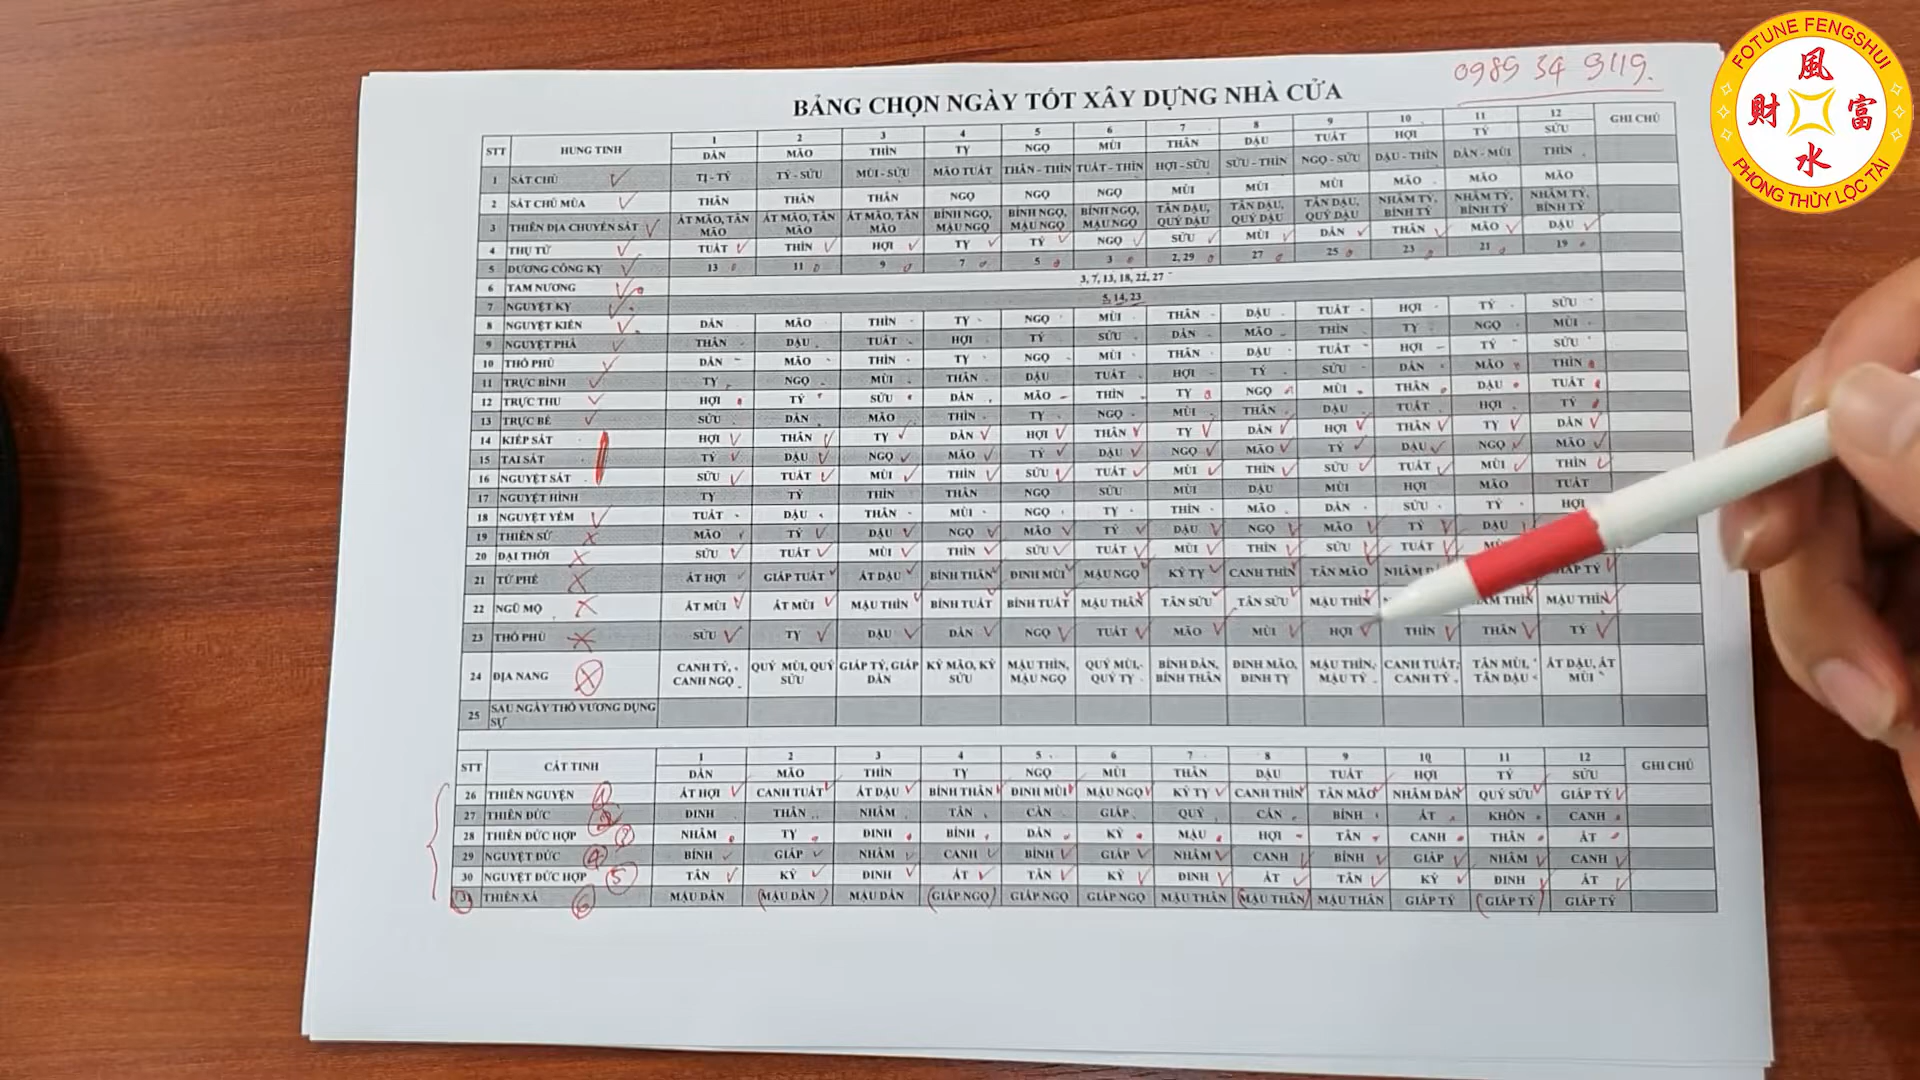 FOTUNE FENGSHUI
風
財 富
水
PHONG THỦY LỘC TÀI
0989 34 9119.
BẢNG CHỌN NGÀY TỐT XÂY DỰNG NHÀ CỬA
STT HUNG TINH 1 2 3 4 5 6 7 8 9 10 11 12 GHI CHÚ
DẦN MÃO THÌN TỴ NGỌ MÙI THÂN DẬU TUẤT HỢI TÝ SỬU
1 SÁT CHỦ TỊ - TÝ TÝ - SỬU MÙI - SỬU MÃO TUẤT THÂN - THÌN TUẤT - THÌN HỢI - SỬU SỬU - THÌN NGỌ - SỬU DẬU - THÌN DẦN - MÙI THÌN
2 SÁT CHỦ MÙA THÂN THÂN THÂN NGỌ NGỌ NGỌ MÙI MÙI MÙI MÃO MÃO MÃO
3 THIÊN ĐỊA CHUYỂN SÁT ẤT MÃO, TÂN MÃO ẤT MÃO, TÂN MÃO ẤT MÃO, TÂN MÃO BÍNH NGỌ, MẬU NGỌ BÍNH NGỌ, MẬU NGỌ BÍNH NGỌ, MẬU NGỌ TÂN DẬU, QUÝ DẬU TÂN DẬU, QUÝ DẬU TÂN DẬU, QUÝ DẬU NHÂM TÝ, BÍNH TÝ NHÂM TÝ, BÍNH TÝ NHÂM TÝ, BÍNH TÝ
4 THỤ TỬ TUẤT THÌN HỢI TỴ TÝ NGỌ SỬU MÙI DẦN THÂN MÃO DẬU
5 DƯƠNG CÔNG KỴ 13 11 9 7 5 3 2, 29 27 25 23 21 19
6 TAM NƯƠNG 3, 7, 13, 18, 22, 27
7 NGUYỆT KỴ 5, 14, 23
8 NGUYỆT KIẾN DẦN MÃO THÌN TỴ NGỌ MÙI THÂN DẬU TUẤT HỢI TÝ SỬU
9 NGUYỆT PHÁ THÂN DẬU TUẤT HỢI TÝ SỬU DẦN MÃO THÌN TỴ NGỌ MÙI
10 THỔ PHỦ DẦN MÃO THÌN TỴ NGỌ MÙI THÂN DẬU TUẤT HỢI TÝ SỬU
11 TRỰC BÌNH TỴ NGỌ MÙI THÂN DẬU TUẤT HỢI TÝ SỬU DẦN MÃO THÌN
12 TRỰC THU HỢI TÝ SỬU DẦN MÃO THÌN TỴ NGỌ MÙI THÂN DẬU TUẤT
13 TRỰC BẾ SỬU DẦN MÃO THÌN TỴ NGỌ MÙI THÂN DẬU TUẤT HỢI TÝ
14 KIẾP SÁT HỢI THÂN TỴ DẦN HỢI THÂN TỴ DẦN HỢI THÂN TỴ DẦN
15 TAI SÁT TÝ DẬU NGỌ MÃO TÝ DẬU NGỌ MÃO TÝ DẬU NGỌ MÃO
16 NGUYỆT SÁT SỬU TUẤT MÙI THÌN SỬU TUẤT MÙI THÌN SỬU TUẤT MÙI THÌN
17 NGUYỆT HÌNH TỴ TÝ THÌN THÂN NGỌ SỬU MÙI DẬU MÙI HỢI MÃO TUẤT
18 NGUYỆT YẾM TUẤT DẬU THÂN MÙI NGỌ TỴ THÌN MÃO DẦN SỬU TÝ HỢI
19 THIÊN SỨ MÃO TÝ DẬU NGỌ MÃO TÝ DẬU NGỌ MÃO TÝ DẬU
20 ĐẠI THỜI SỬU TUẤT MÙI THÌN SỬU TUẤT MÙI THÌN SỬU TUẤT
21 TỨ PHẾ ẤT HỢI GIÁP TUẤT ẤT DẬU BÍNH THÂN ĐINH MÙI MẬU NGỌ KỶ TỴ CANH THÌN TÂN MÃO GIÁP TÝ
22 NGŨ MỘ ẤT MÙI ẤT MÙI MẬU THÌN BÍNH TUẤT BÍNH TUẤT MẬU THÂN TÂN SỬU TÂN SỬU MẬU THÌN MẬU THÌN
23 THỔ PHỦ SỬU TỴ DẬU DẦN NGỌ TUẤT MÃO MÙI HỢI THÌN THÂN TÝ
24 ĐỊA NANG CANH TÝ, CANH NGỌ QUÝ MÙI, QUÝ SỬU GIÁP TÝ, GIÁP DẦN KỶ MÃO, KỶ SỬU MẬU THÌN, MẬU NGỌ QUÝ MÙI, QUÝ TỴ BÍNH DẦN, BÍNH THÂN ĐINH MÃO, ĐINH TỴ MẬU THÌN, MẬU TÝ CANH TUẤT, CANH TÝ TÂN MÙI, TÂN DẬU ẤT DẬU, ẤT MÙI
25 SAU NGÀY THỔ VƯƠNG DỤNG SỰ
STT CÁT TINH 1 2 3 4 5 6 7 8 9 10 11 12 GHI CHÚ
DẦN MÃO THÌN TỴ NGỌ MÙI THÂN DẬU TUẤT HỢI TÝ SỬU
26 THIÊN NGUYỆN 1 ẤT HỢI CANH TUẤT ẤT DẬU BÍNH THÂN ĐINH MÙI MẬU NGỌ KỶ TỴ CANH THÌN TÂN MÃO NHÂM DẦN QUÝ SỬU GIÁP TÝ
27 THIÊN ĐỨC 2 ĐINH THÂN NHÂM TÂN CÀN GIÁP QUÝ CẤN BÍNH ẤT KHÔN CANH
28 THIÊN ĐỨC HỢP 3 NHÂM TỴ ĐINH BÍNH DẦN KỶ MẬU HỢI TÂN CANH THÂN ẤT
29 NGUYỆT ĐỨC 4 BÍNH GIÁP NHÂM CANH BÍNH GIÁP NHÂM CANH BÍNH GIÁP NHÂM CANH
30 NGUYỆT ĐỨC HỢP 5 TÂN KỶ ĐINH ẤT TÂN KỶ ĐINH ẤT TÂN KỶ ĐINH ẤT
31 THIÊN XÁ 6 MẬU DẦN (MẬU DẦN) MẬU DẦN (GIÁP NGỌ) GIÁP NGỌ GIÁP NGỌ MẬU THÂN (MẬU THÂN) MẬU THÂN GIÁP TÝ (GIÁP TÝ) GIÁP TÝ